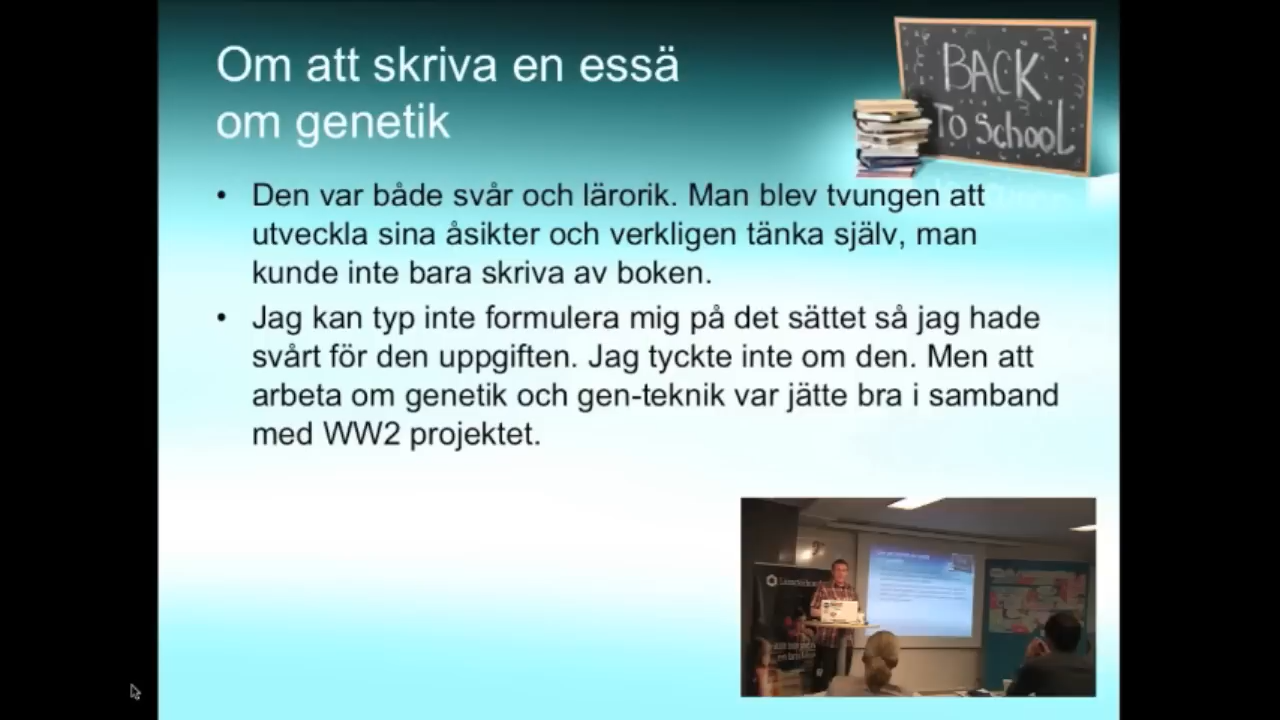 Om att skriva en essä
om genetik
BACK
To School
• Den var både svår och lärorik. Man blev tvungen att
utveckla sina åsikter och verkligen tänka själv, man
kunde inte bara skriva av boken.
• Jag kan typ inte formulera mig på det sättet så jag hade
svårt för den uppgiften. Jag tyckte inte om den. Men att
arbeta om genetik och gen-teknik var jätte bra i samband
med WW2 projektet.